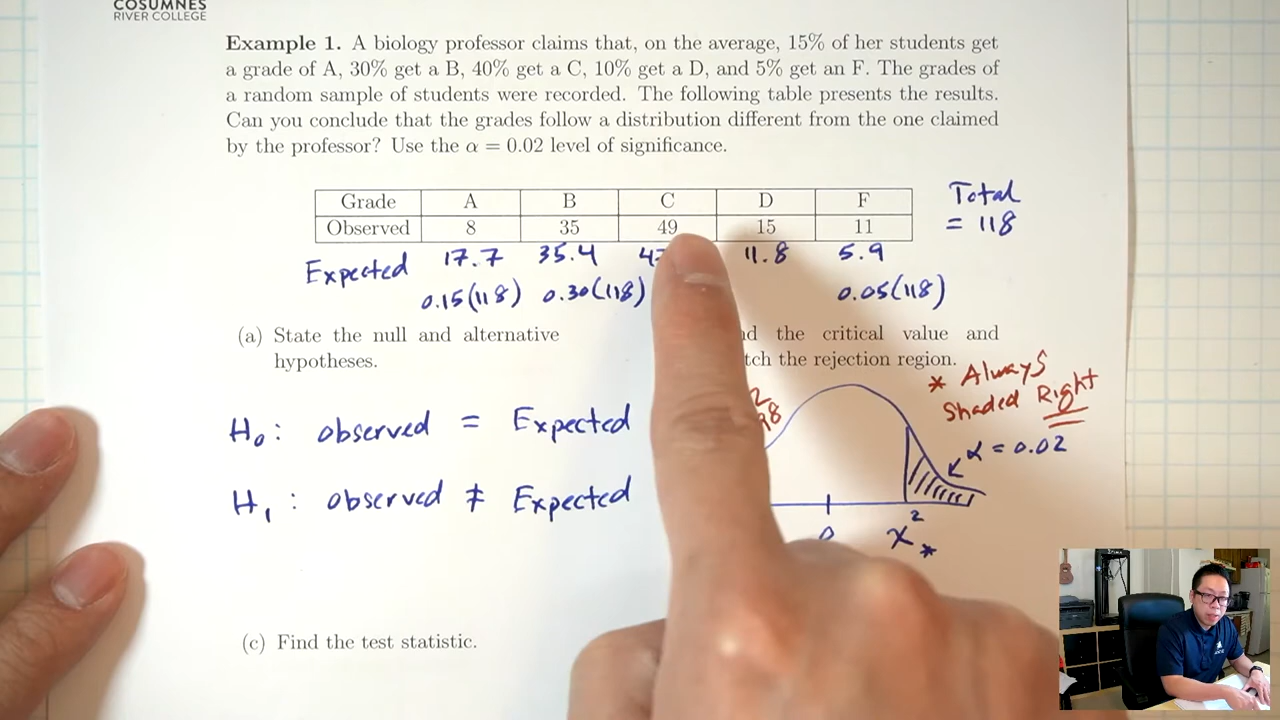 COSUMNES
RIVER COLLEGE
Example 1. A biology professor claims that, on the average, 15% of her students get
a grade of A, 30% get a B, 40% get a C, 10% get a D, and 5% get an F. The grades of
a random sample of students were recorded. The following table presents the results.
Can you conclude that the grades follow a distribution different from the one claimed
by the professor? Use the α = 0.02 level of significance.
Grade A B C D F
Observed 8 35 49 15 11
Total
= 118
Expected 17.7 35.4 11.8 5.9
0.15(118) 0.30(118) 0.05(118)
(a) State the null and alternative
hypotheses.
the critical value and
the rejection region.
* Always
Shaded Right
α = 0.02
H₀: observed = Expected
H₁: observed ≠ Expected
0 χ²*
(c) Find the test statistic.